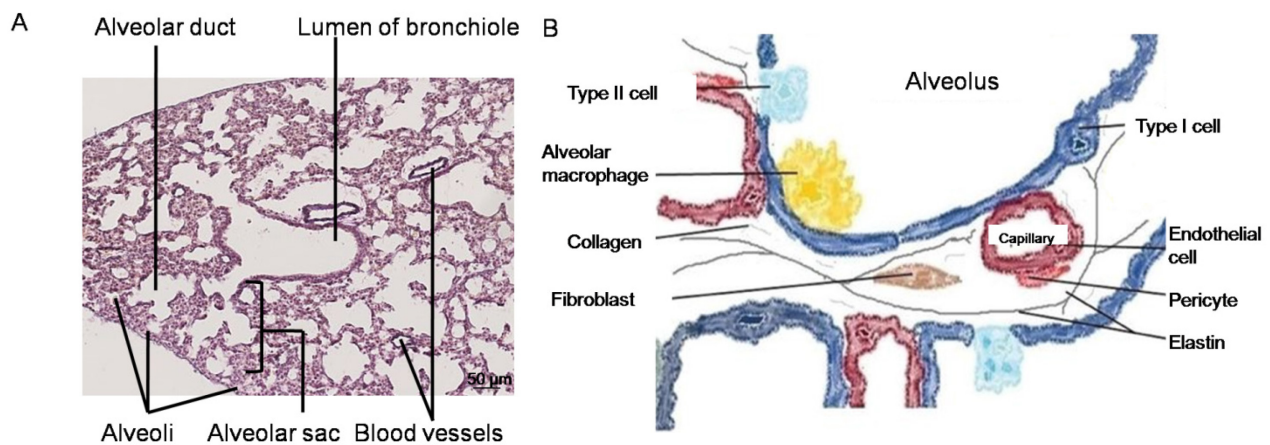 A
Alveolar duct
Lumen of bronchiole
50 µm
Alveoli
Alveolar sac
Blood vessels
B
Alveolus
Type II cell
Alveolar
macrophage
Collagen
Fibroblast
Type I cell
Capillary
Endothelial
cell
Pericyte
Elastin